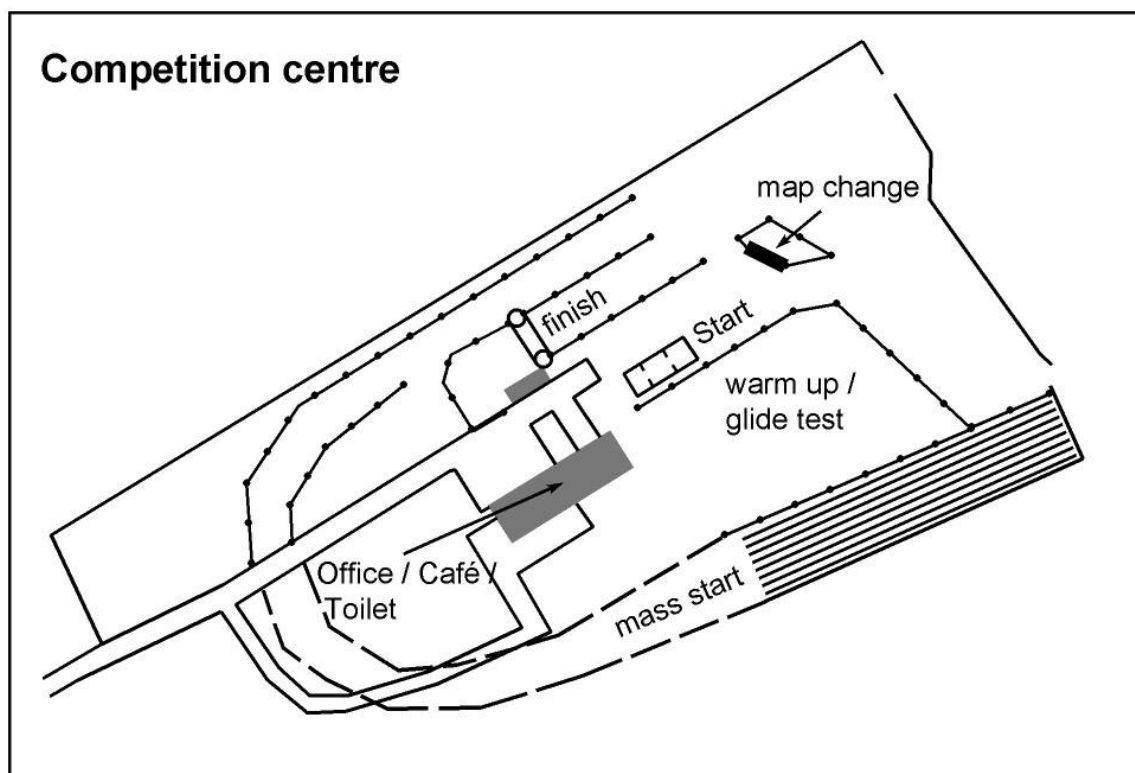 Competition centre
map change
finish
Start
warm up /
glide test
Office / Café /
Toilet
mass start